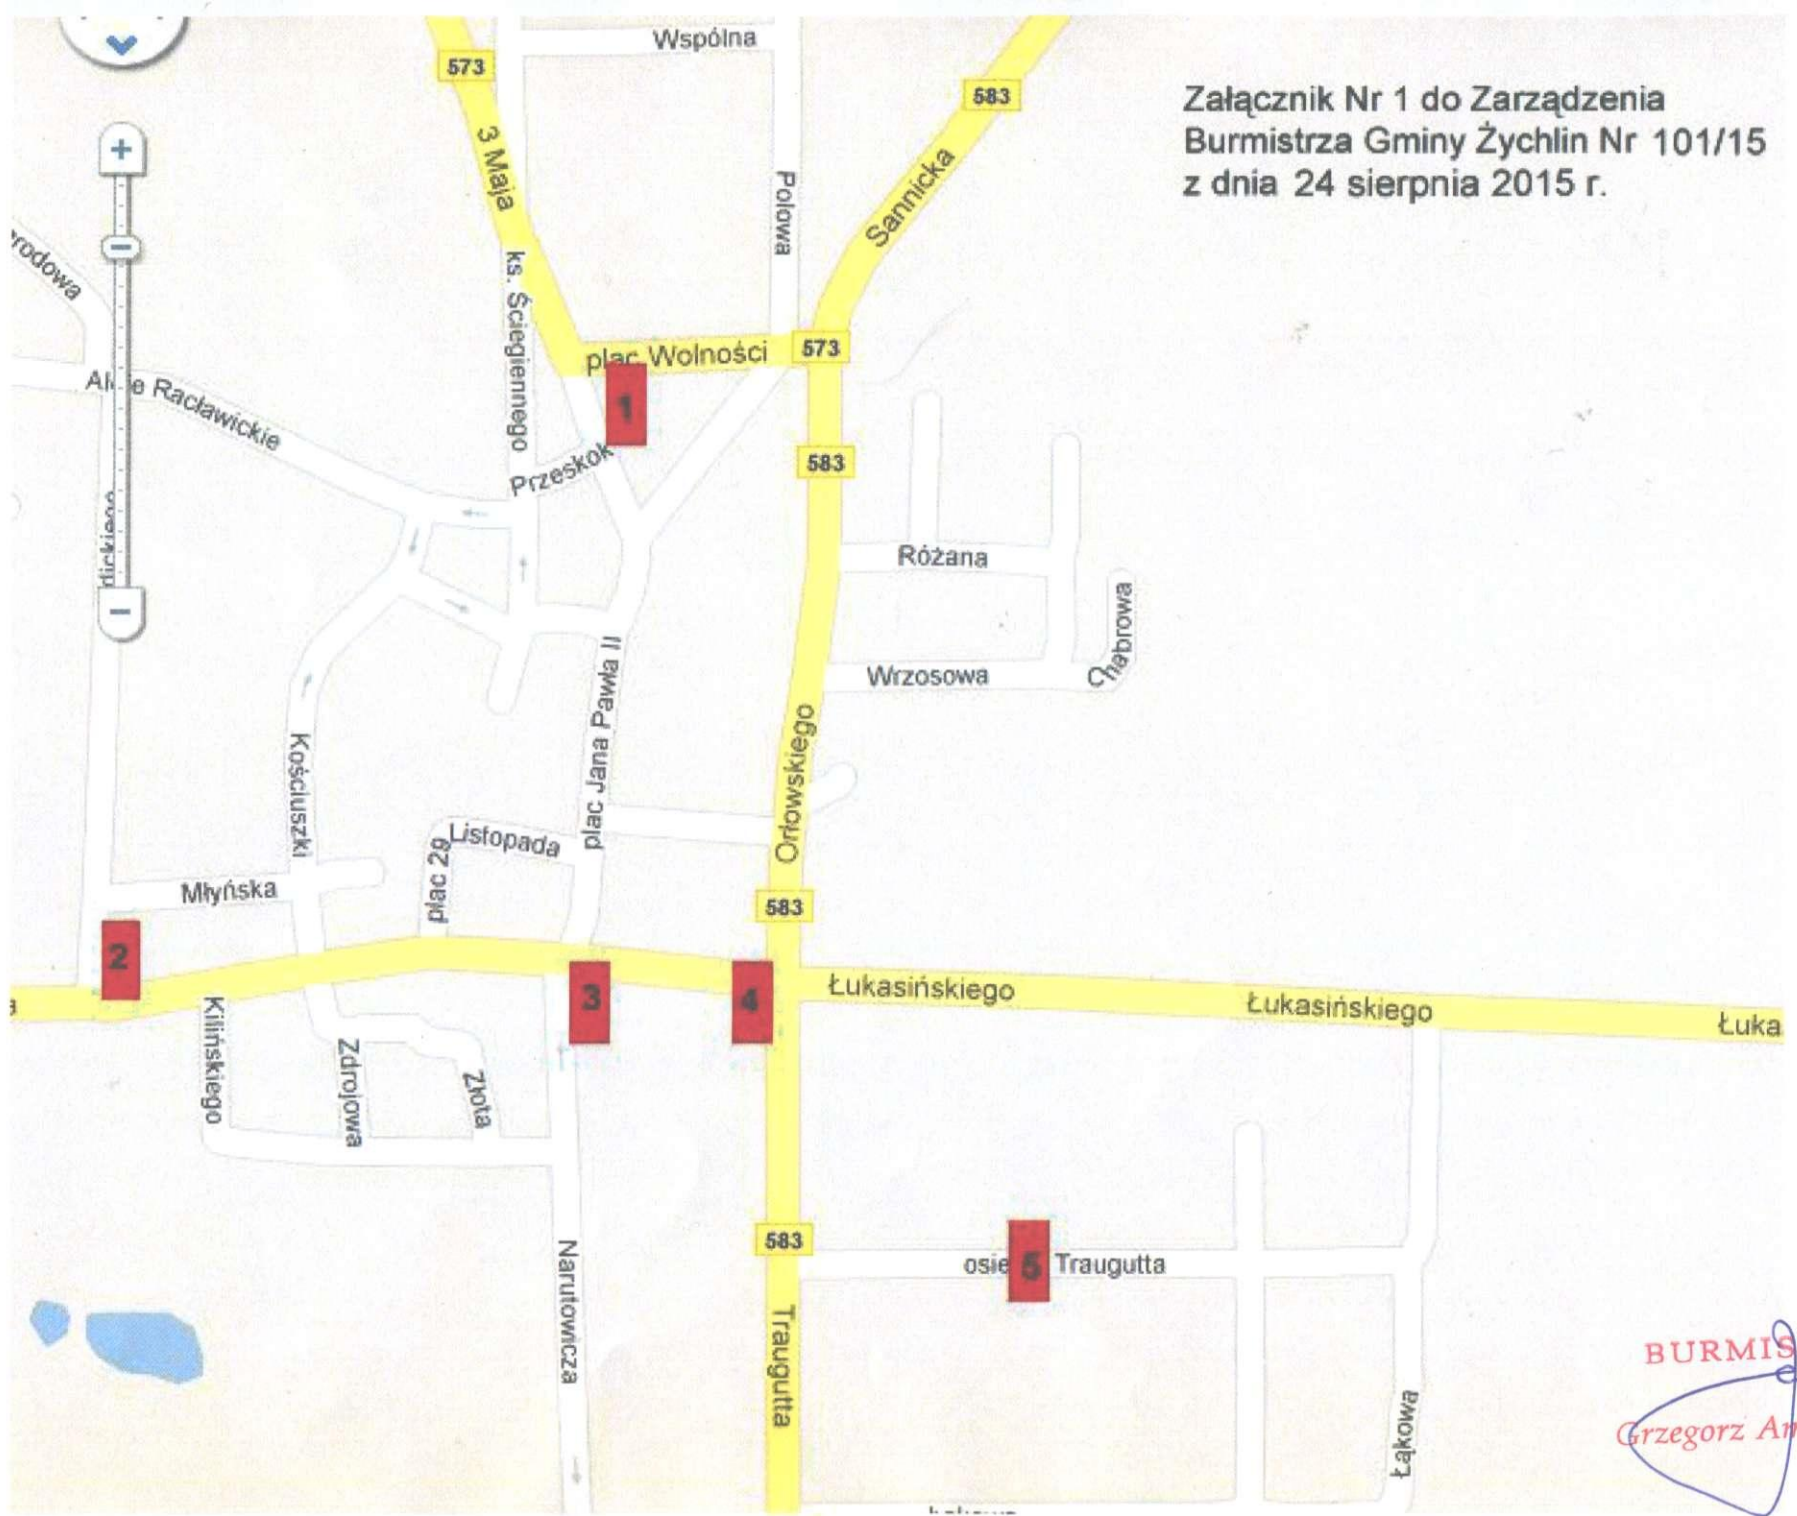 Wspólna
573
583
Załącznik Nr 1 do Zarządzenia
Burmistrza Gminy Żychlin Nr 101/15
z dnia 24 sierpnia 2015 r.
3 Maja
Polowa
Sannicka
ks. Ściegiennego
plac Wolności
573
1
Racławickie
Przeskok
583
Różana
Wrzosowa
Chabrowa
plac Jana Pawła II
Kościuszki
Orłowskiego
plac 29
Listopada
Młyńska
583
2
3
4
Łukasińskiego
Łukasińskiego
Łuka
Kilińskiego
Zdrojowa
Złota
583
osie
5
Traugutta
Narutowicza
Traugutta
Łąkowa
BURMIS
Grzegorz